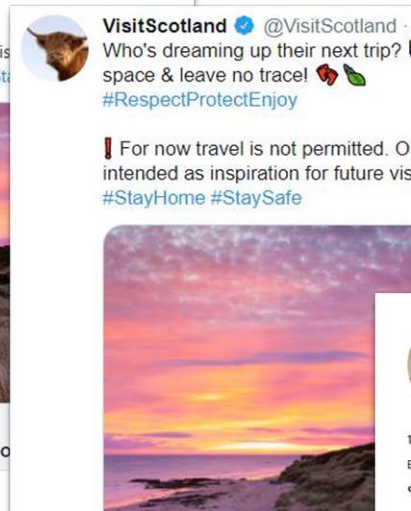 VisitScotland @VisitScotland ·
Who's dreaming up their next trip?
space & leave no trace!
#RespectProtectEnjoy
❗ For now travel is not permitted. O
intended as inspiration for future vis
#StayHome #StaySafe